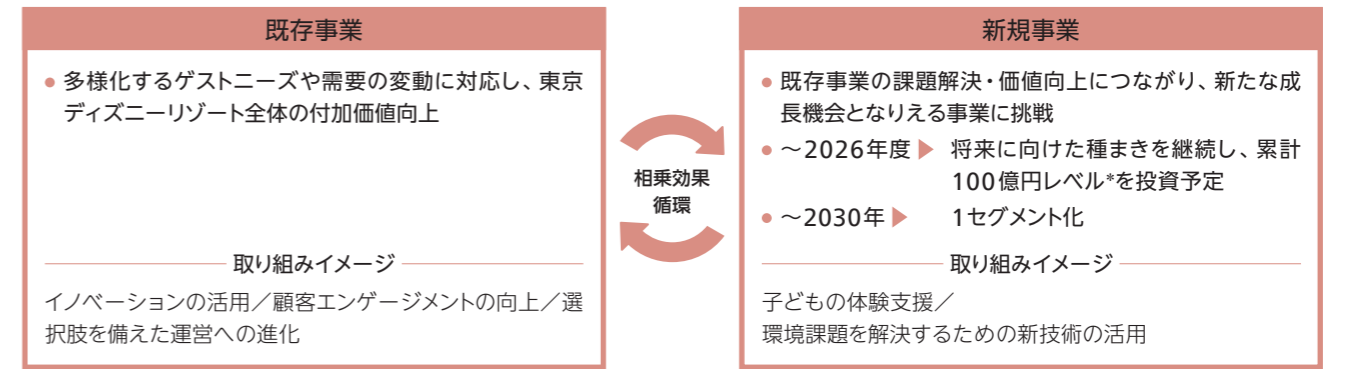 既存事業
● 多様化するゲストニーズや需要の変動に対応し、東京
ディズニーリゾート全体の付加価値向上
取り組みイメージ
イノベーションの活用／顧客エンゲージメントの向上／選
択肢を備えた運営への進化
相乗効果
循環
新規事業
● 既存事業の課題解決・価値向上につながり、新たな成
長機会となりえる事業に挑戦
● ～2026年度▶ 将来に向けた種まきを継続し、累計
100億円レベル*を投資予定
● ～2030年▶ 1セグメント化
取り組みイメージ
子どもの体験支援／
環境課題を解決するための新技術の活用